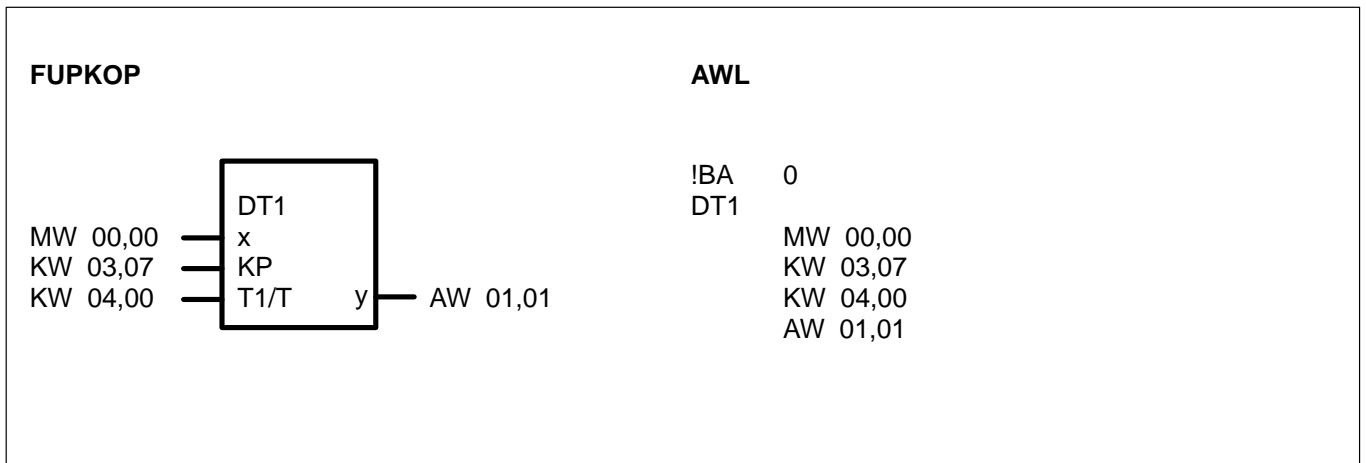 FUPKOP
DT1
MW 00,00 x
KW 03,07 KP
KW 04,00 T1/T y AW 01,01
AWL
!BA 0
DT1
MW 00,00
KW 03,07
KW 04,00
AW 01,01